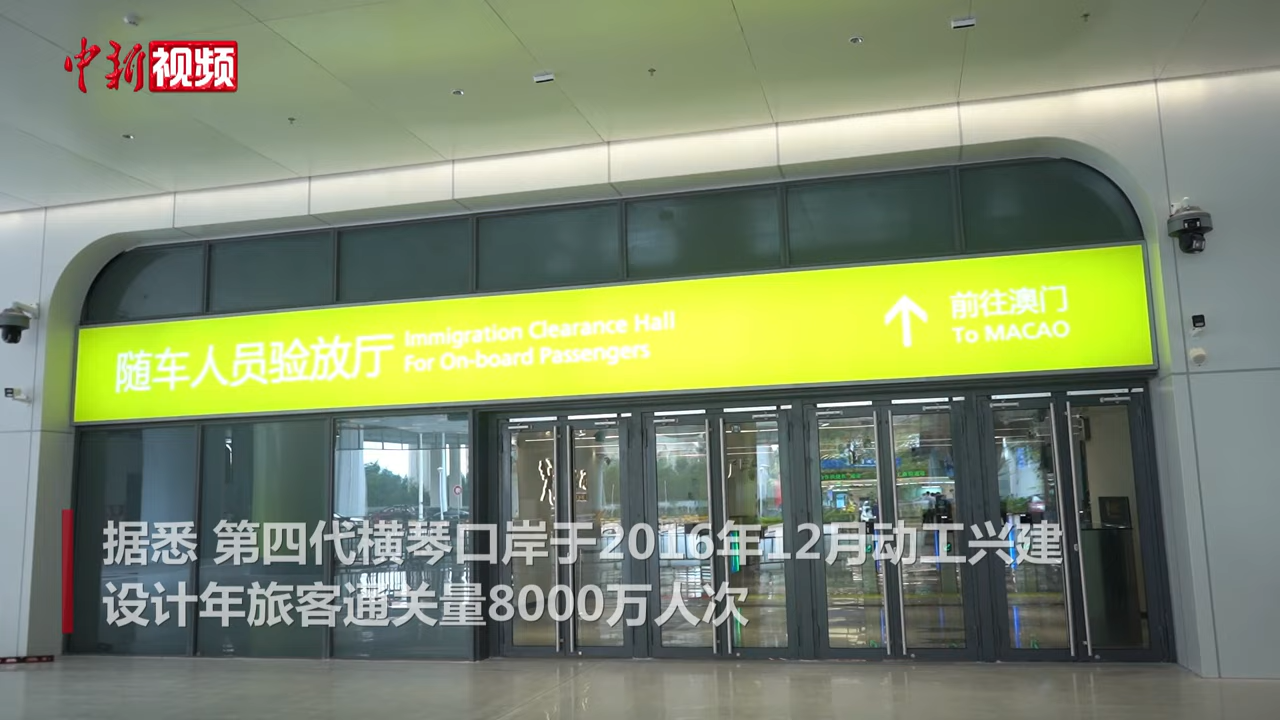 中新视频
随车人员验放厅
Immigration Clearance Hall
For On-board Passengers
前往澳门
To MACAO
据悉 第四代横琴口岸于2016年12月动工兴建
设计年旅客通关量8000万人次